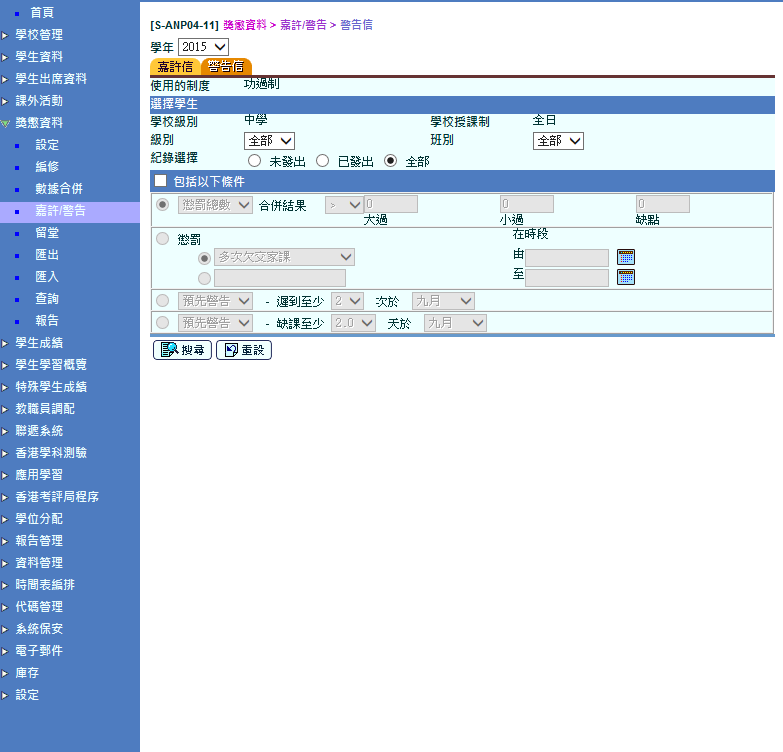 首頁
學校管理
學生資料
學生出席資料
課外活動
獎懲資料
設定
編修
數據合併
嘉許/警告
留堂
匯出
匯入
查詢
報告
學生成績
學生學習概覽
特殊學生成績
教職員調配
聯遞系統
香港學科測驗
應用學習
香港考評局程序
學位分配
報告管理
資料管理
時間表編排
代碼管理
系統保安
電子郵件
庫存
設定
[S-ANP04-11] 獎懲資料 > 嘉許/警告 > 警告信
學年 2015
嘉許信 警告信
使用的制度 功過制
選擇學生
學校級別 中學 學校授課制 全日
級別 全部 班別 全部
紀錄選擇 未發出 已發出 全部
包括以下條件
懲罰總數 合併結果 > 0 0 0
大過 小過 缺點
懲罰 在時段
多次欠交家課 由
至
預先警告 - 遲到至少 2 次於 九月
預先警告 - 缺課至少 2.0 天於 九月
搜尋 重設